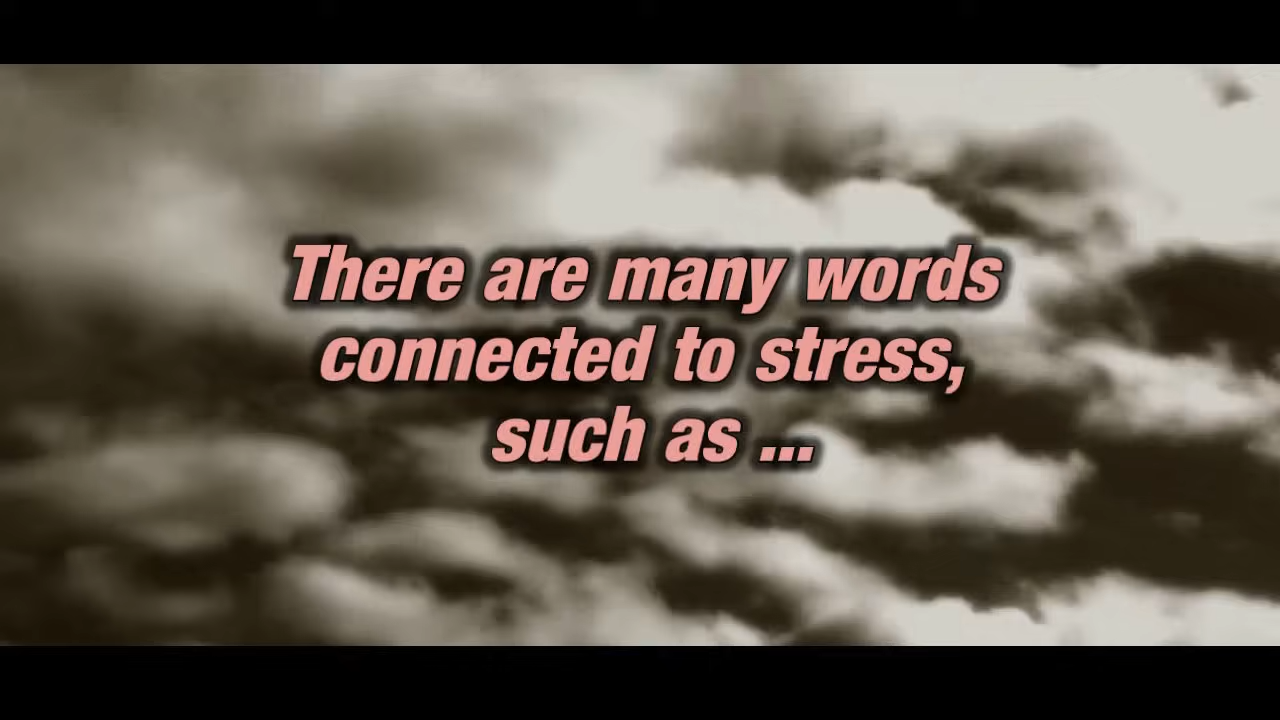 There are many words
connected to stress,
such as ...